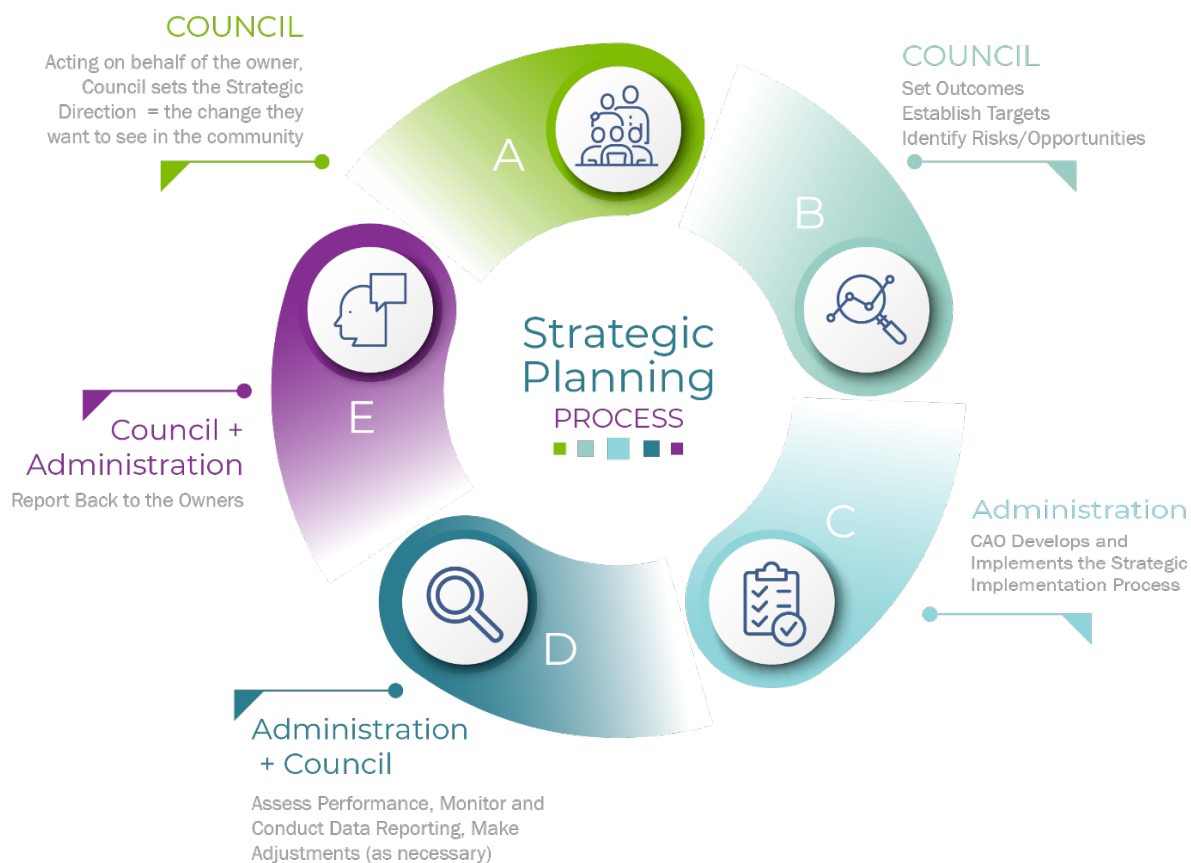 COUNCIL
Acting on behalf of the owner,
Council sets the Strategic
Direction = the change they
want to see in the community
A
COUNCIL
Set Outcomes
Establish Targets
Identify Risks/Opportunities
B
Strategic
Planning
PROCESS
C
Administration
CAO Develops and
Implements the Strategic
Implementation Process
D
Administration
+ Council
Assess Performance, Monitor and
Conduct Data Reporting, Make
Adjustments (as necessary)
E
Council +
Administration
Report Back to the Owners